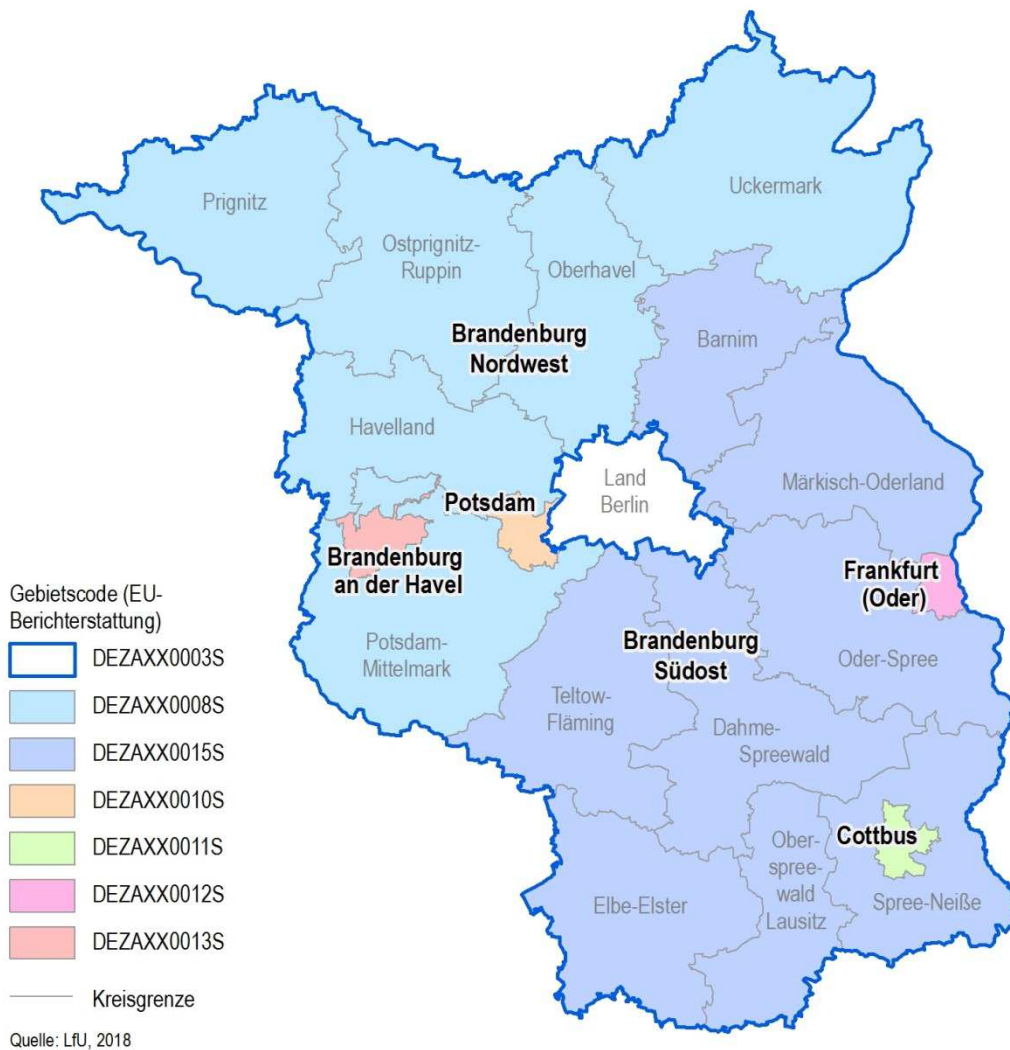 Uckermark
Prignitz
Ostprignitz-
Ruppin
Oberhavel
Brandenburg
Nordwest
Barnim
Havelland
Land
Berlin
Märkisch-Oderland
Potsdam
Brandenburg
an der Havel
Frankfurt
(Oder)
Potsdam-
Mittelmark
Brandenburg
Südost
Oder-Spree
Teltow-
Fläming
Dahme-
Spreewald
Cottbus
Ober-
spree-
wald
Lausitz
Elbe-Elster
Spree-Neiße
Gebietscode (EU-
Berichterstattung)
DEZAXX0003S
DEZAXX0008S
DEZAXX0015S
DEZAXX0010S
DEZAXX0011S
DEZAXX0012S
DEZAXX0013S
Kreisgrenze
Quelle: LfU, 2018